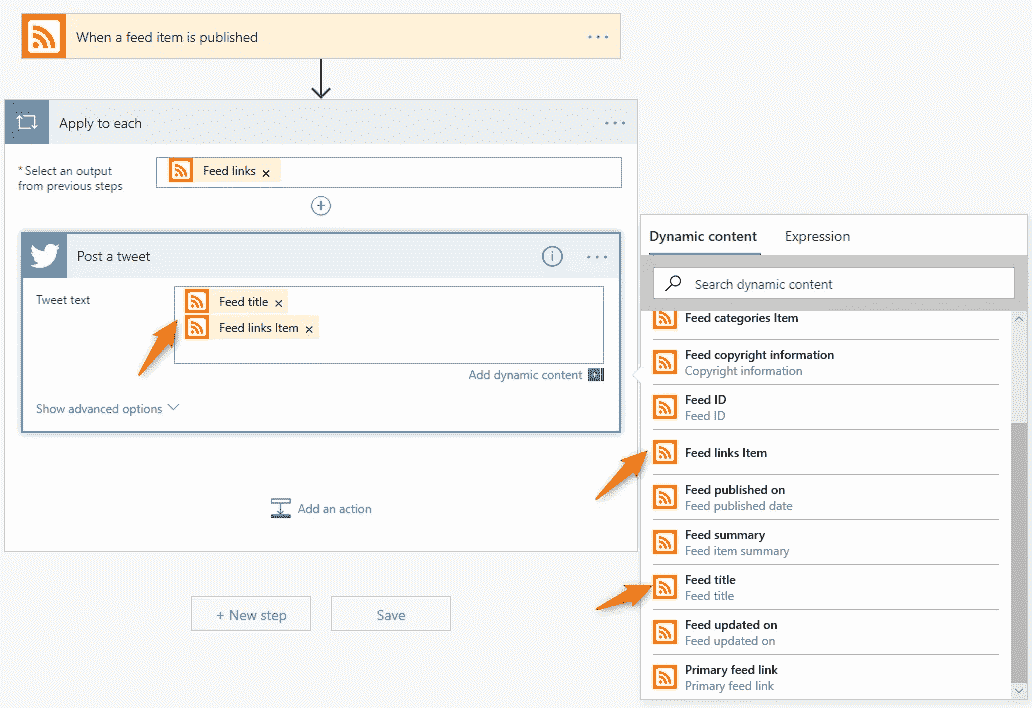 When a feed item is published
Apply to each
* Select an output
from previous steps
Feed links ×
Post a tweet
Tweet text
Feed title ×
Feed links Item ×
Add dynamic content
Show advanced options
Add an action
+ New step
Save
Dynamic content
Expression
Search dynamic content
Feed categories Item
Feed copyright information
Copyright information
Feed ID
Feed ID
Feed links Item
Feed published on
Feed published date
Feed summary
Feed item summary
Feed title
Feed title
Feed updated on
Feed updated on
Primary feed link
Primary feed link